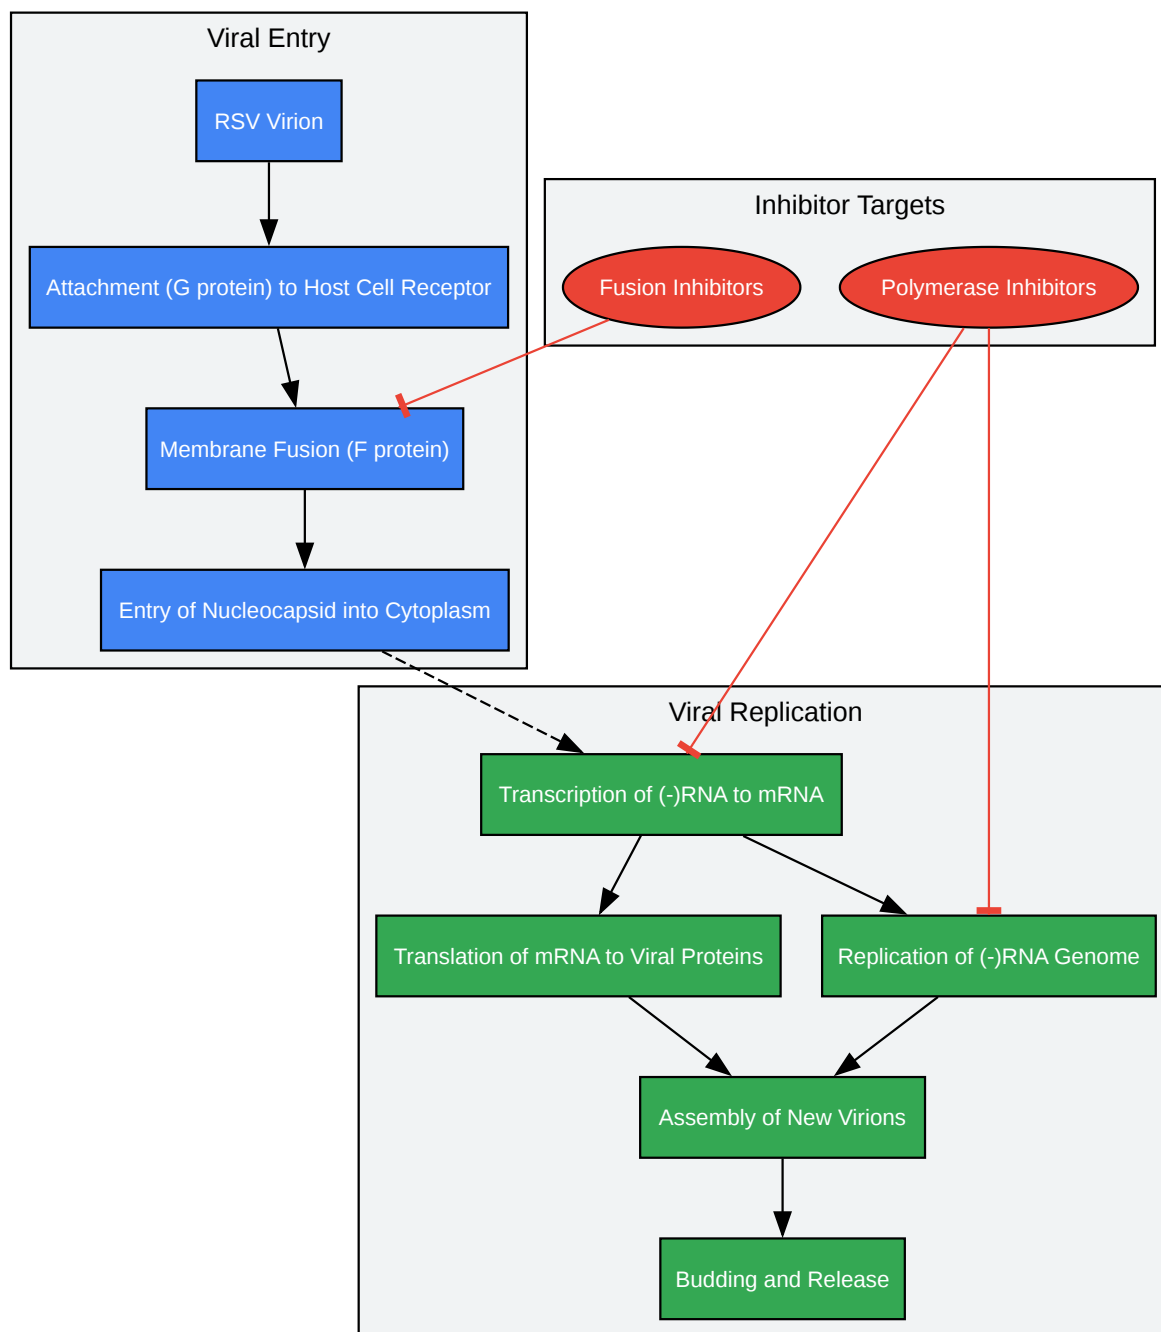 Viral Entry
RSV Virion
Attachment (G protein) to Host Cell Receptor
Membrane Fusion (F protein)
Entry of Nucleocapsid into Cytoplasm
Inhibitor Targets
Fusion Inhibitors
Polymerase Inhibitors
Viral Replication
Transcription of (-)RNA to mRNA
Translation of mRNA to Viral Proteins
Replication of (-)RNA Genome
Assembly of New Virions
Budding and Release